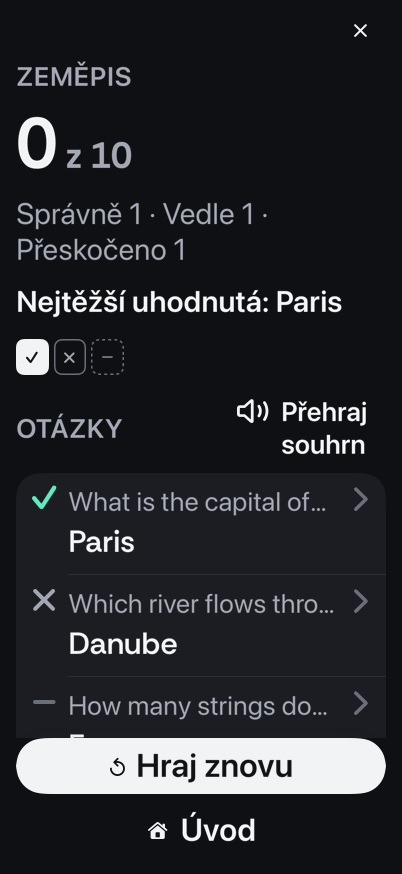 ZEMĚPIS
0 z 10
Správně 1 · Vedle 1 ·
Přeskočeno 1
Nejtěžší uhodnutá: Paris
OTÁZKY
Přehraj
souhrn
What is the capital of…
Paris
Which river flows thro…
Danube
How many strings do…
Hraj znovu
Úvod